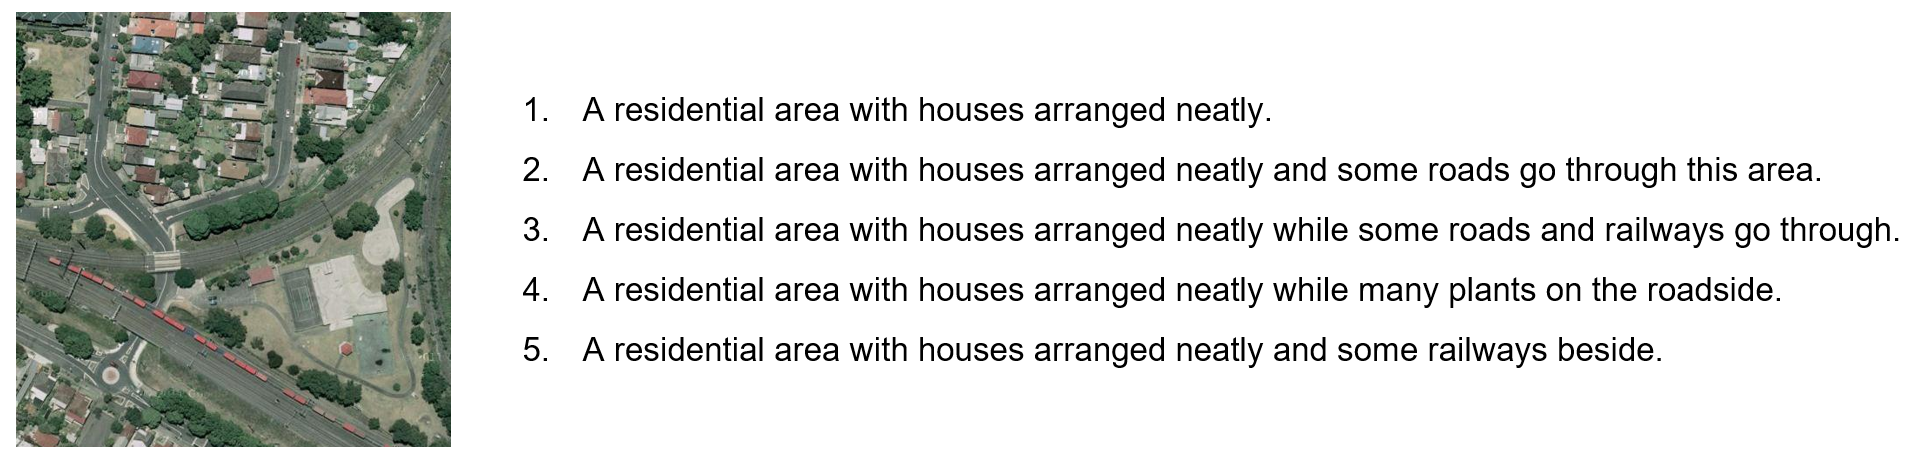 1. A residential area with houses arranged neatly.
2. A residential area with houses arranged neatly and some roads go through this area.
3. A residential area with houses arranged neatly while some roads and railways go through.
4. A residential area with houses arranged neatly while many plants on the roadside.
5. A residential area with houses arranged neatly and some railways beside.